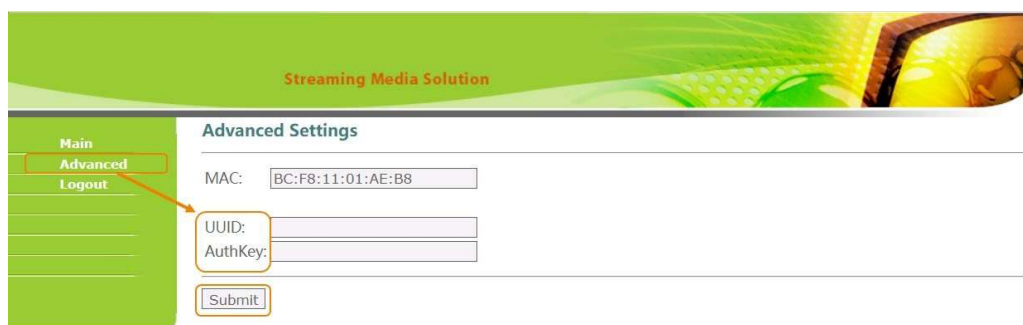 Streaming Media Solution
Main
Advanced
Logout
Advanced Settings
MAC: BC:F8:11:01:AE:B8
UUID:
AuthKey:
Submit